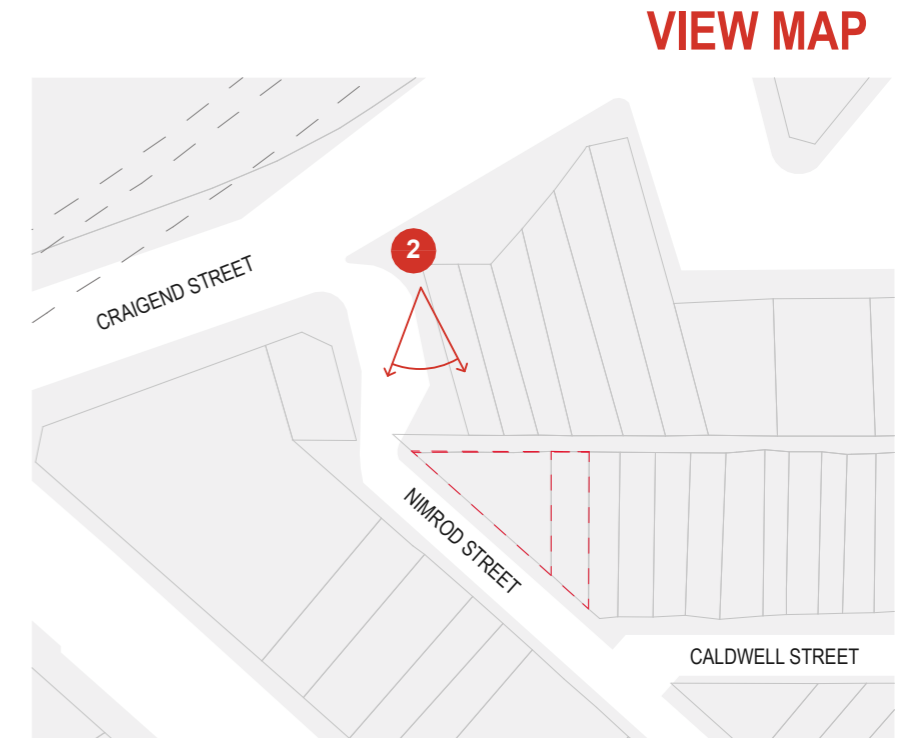 VIEW MAP
2
CRAIGEND STREET
NIMROD STREET
CALDWELL STREET